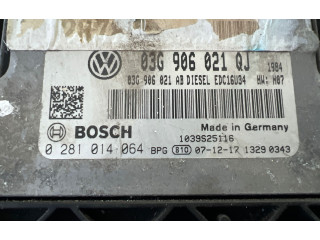 03G 906 021 QJ 1984
03G 906 021 AB DIESEL EDC16U34 HW: H07
BOSCH
Made in Germany
1039S25116
0 281 014 064 BPG 810 07-12-17 1329 0343